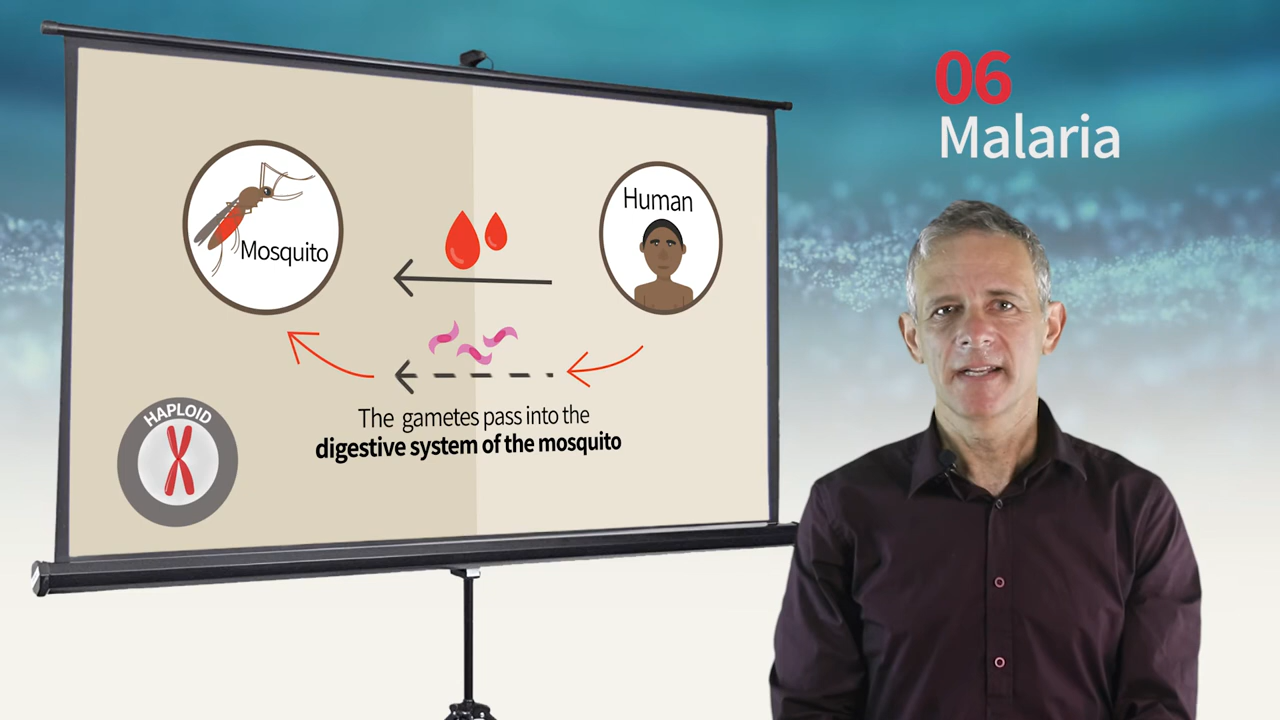 06
Malaria
Human
Mosquito
The gametes pass into the
digestive system of the mosquito
HAPLOID